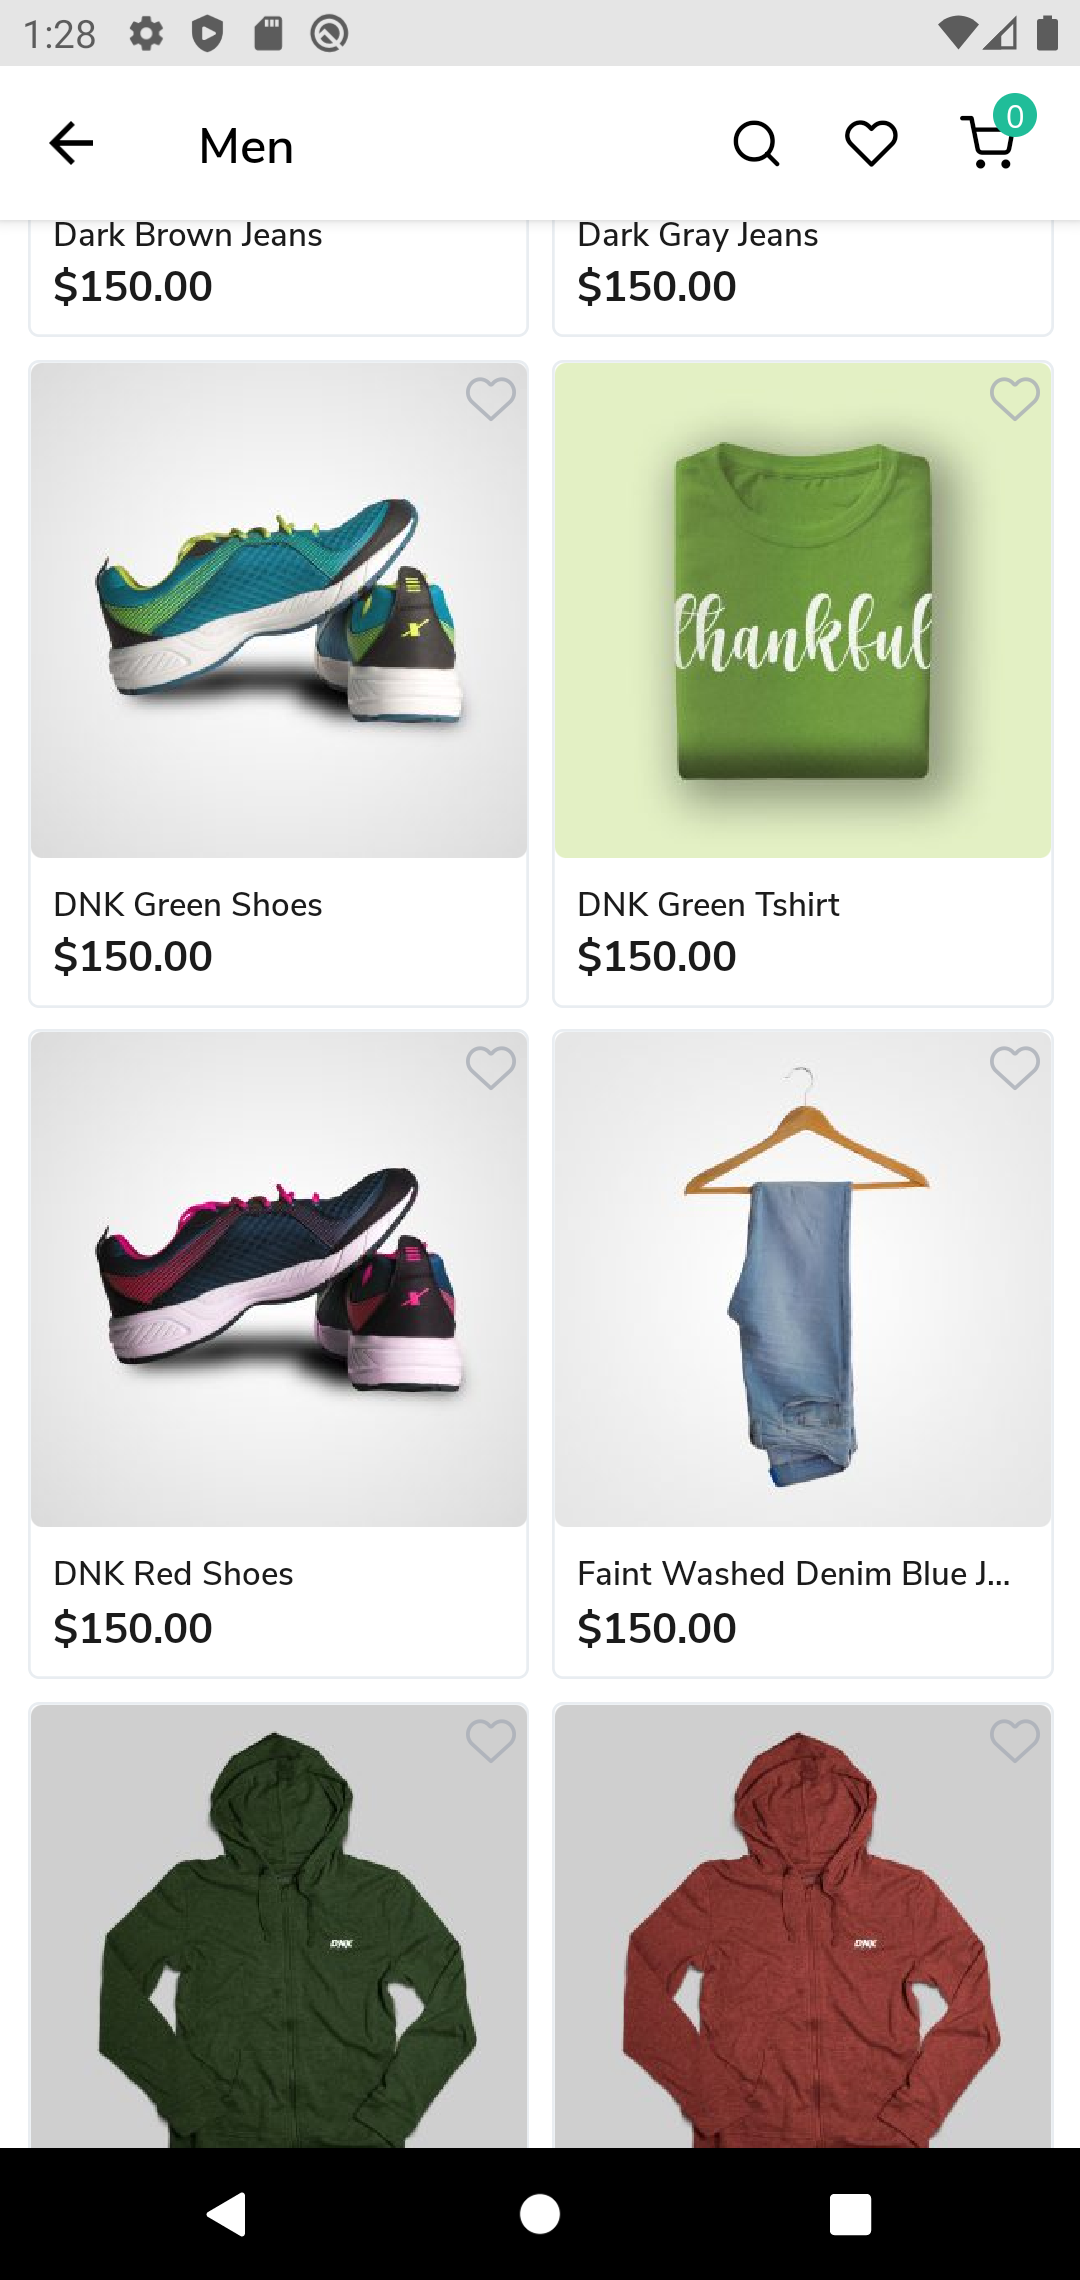 1:28
Men
0
Dark Brown Jeans
Dark Gray Jeans
$150.00
$150.00
thankful
DNK Green Shoes
DNK Green Tshirt
$150.00
$150.00
DNK Red Shoes
Faint Washed Denim Blue J...
$150.00
$150.00
DNK
DNK